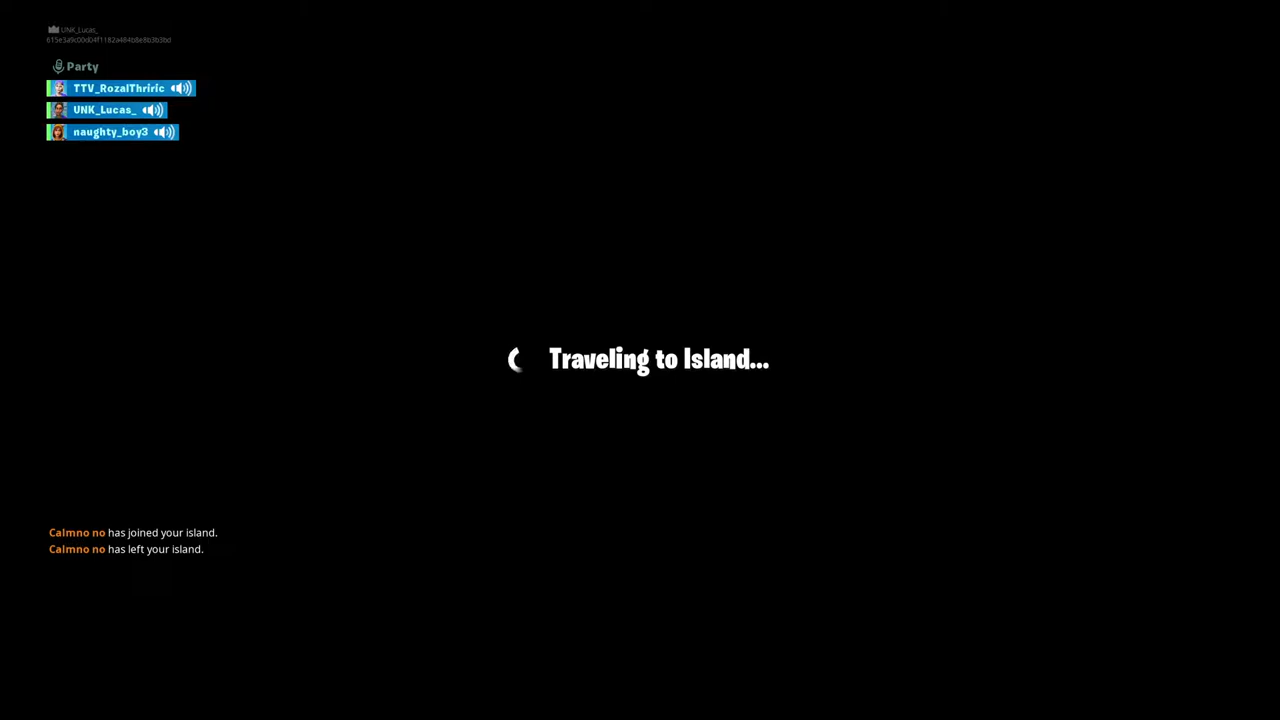 UNK_Lucas_
Party
TTV_RozalThriric
UNK_Lucas_
naughty_boy3
Traveling to Island...
Calmno no has joined your island.
Calmno no has left your island.